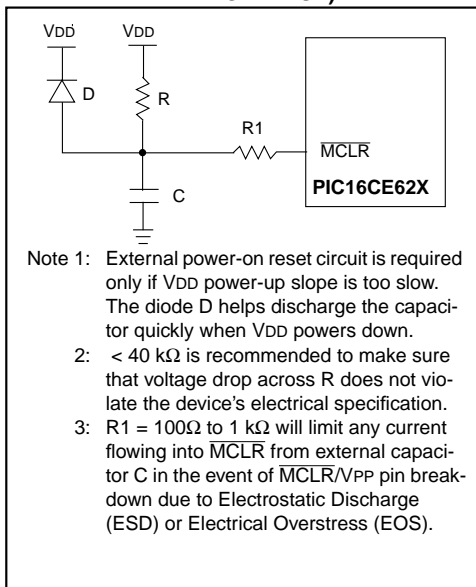 VDD VDD
D
R
R1
MCLR
PIC16CE62X
C
Note 1: External power-on reset circuit is required
only if VDD power-up slope is too slow.
The diode D helps discharge the capaci-
tor quickly when VDD powers down.
2: < 40 kΩ is recommended to make sure
that voltage drop across R does not vio-
late the device's electrical specification.
3: R1 = 100Ω to 1 kΩ will limit any current
flowing into MCLR from external capaci-
tor C in the event of MCLR/VPP pin break-
down due to Electrostatic Discharge
(ESD) or Electrical Overstress (EOS).